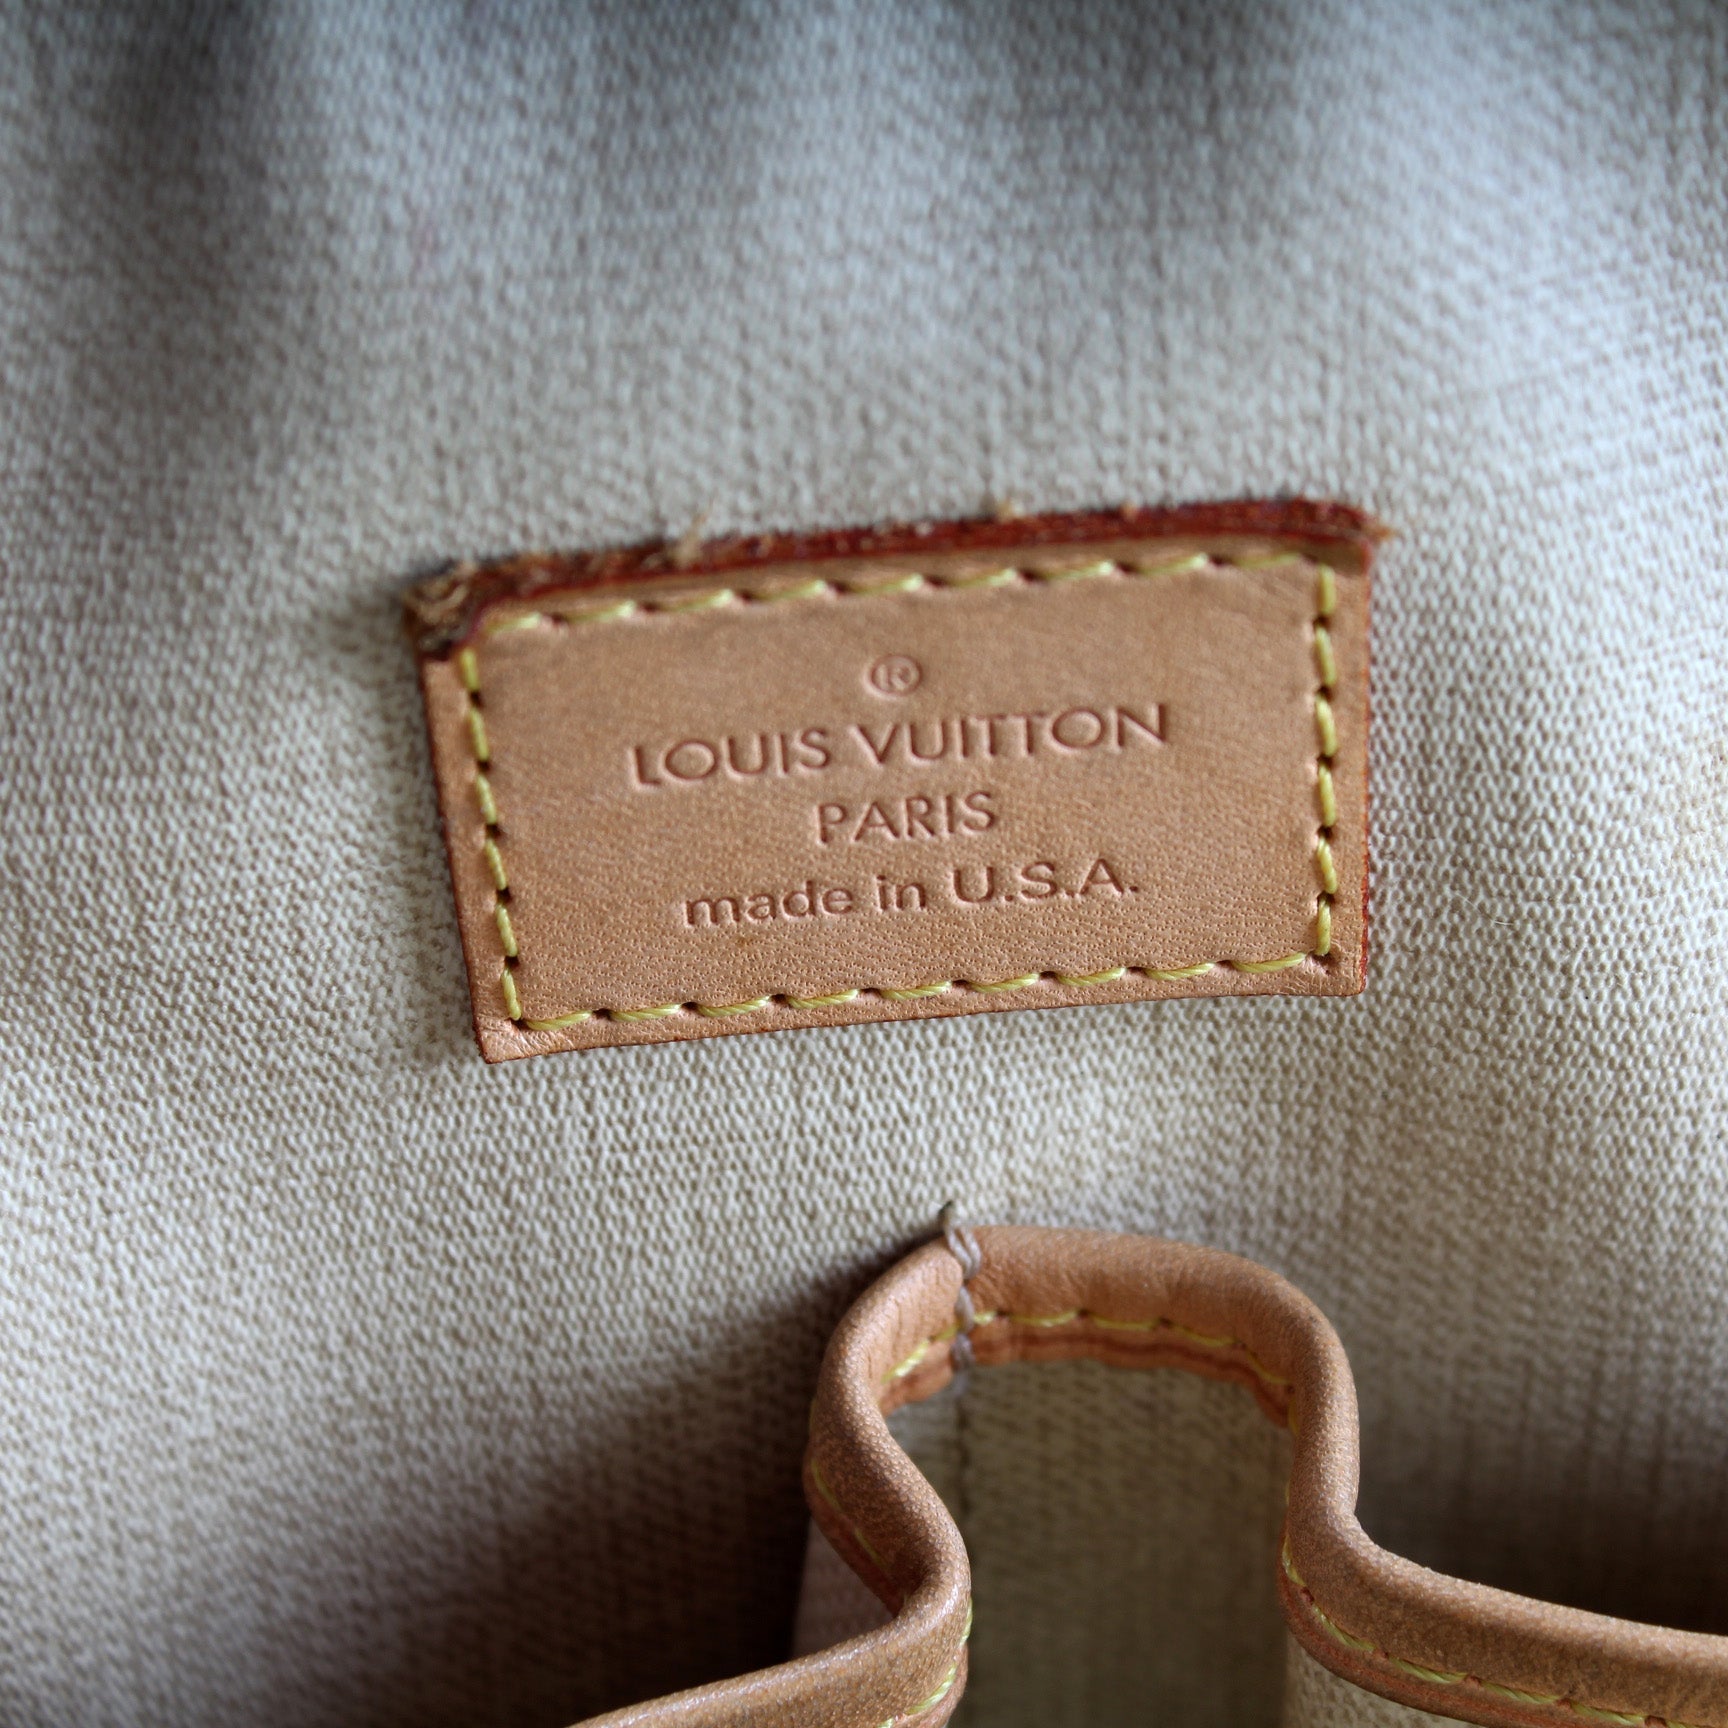 ®
LOUIS VUITTON
PARIS
made in U.S.A.